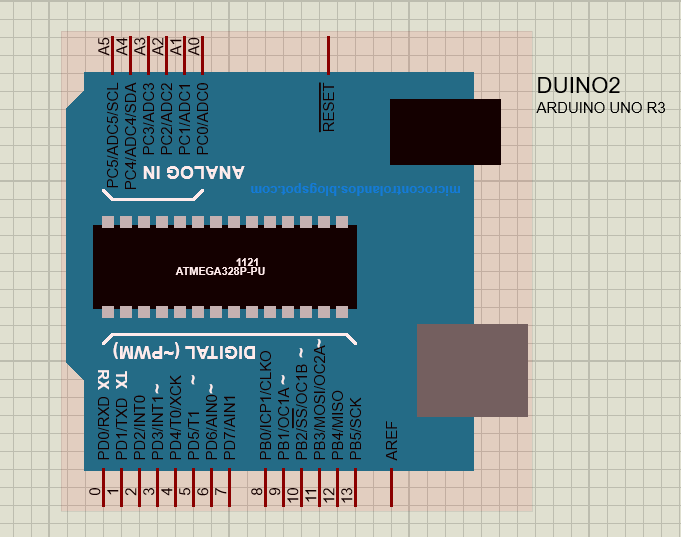 A5
A4
A3
A2
A1
A0
PC5/ADC5/SCL
PC4/ADC4/SDA
PC3/ADC3
PC2/ADC2
PC1/ADC1
PC0/ADC0
RESET
DUINO2
ARDUINO UNO R3
ANALOG IN
microcontrolandos.blogspot.com
1121
ATMEGA328P-PU
DIGITAL (~PWM)
RX
TX
~
~
~
~
~
~
PD0/RXD
PD1/TXD
PD2/INT0
PD3/INT1
PD4/T0/XCK
PD5/T1
PD6/AIN0
PD7/AIN1
PB0/ICP1/CLKO
PB1/OC1A
PB2/SS/OC1B
PB3/MOSI/OC2A
PB4/MISO
PB5/SCK
AREF
0
1
2
3
4
5
6
7
8
9
10
11
12
13